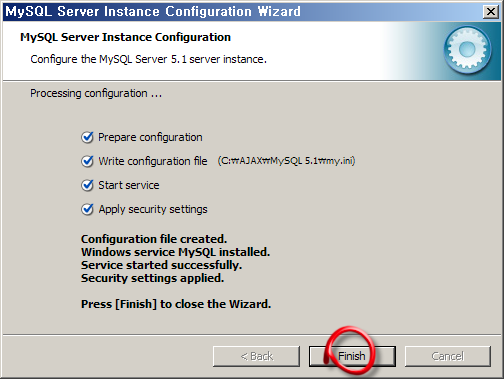 MySQL Server Instance Configuration Wizard
MySQL Server Instance Configuration
Configure the MySQL Server 5.1 server instance.
Processing configuration ...
Prepare configuration
Write configuration file (C:₩AJAX₩MySQL 5.1₩my.ini)
Start service
Apply security settings
Configuration file created.
Windows service MySQL installed.
Service started successfully.
Security settings applied.
Press [Finish] to close the Wizard.
< Back Finish Cancel